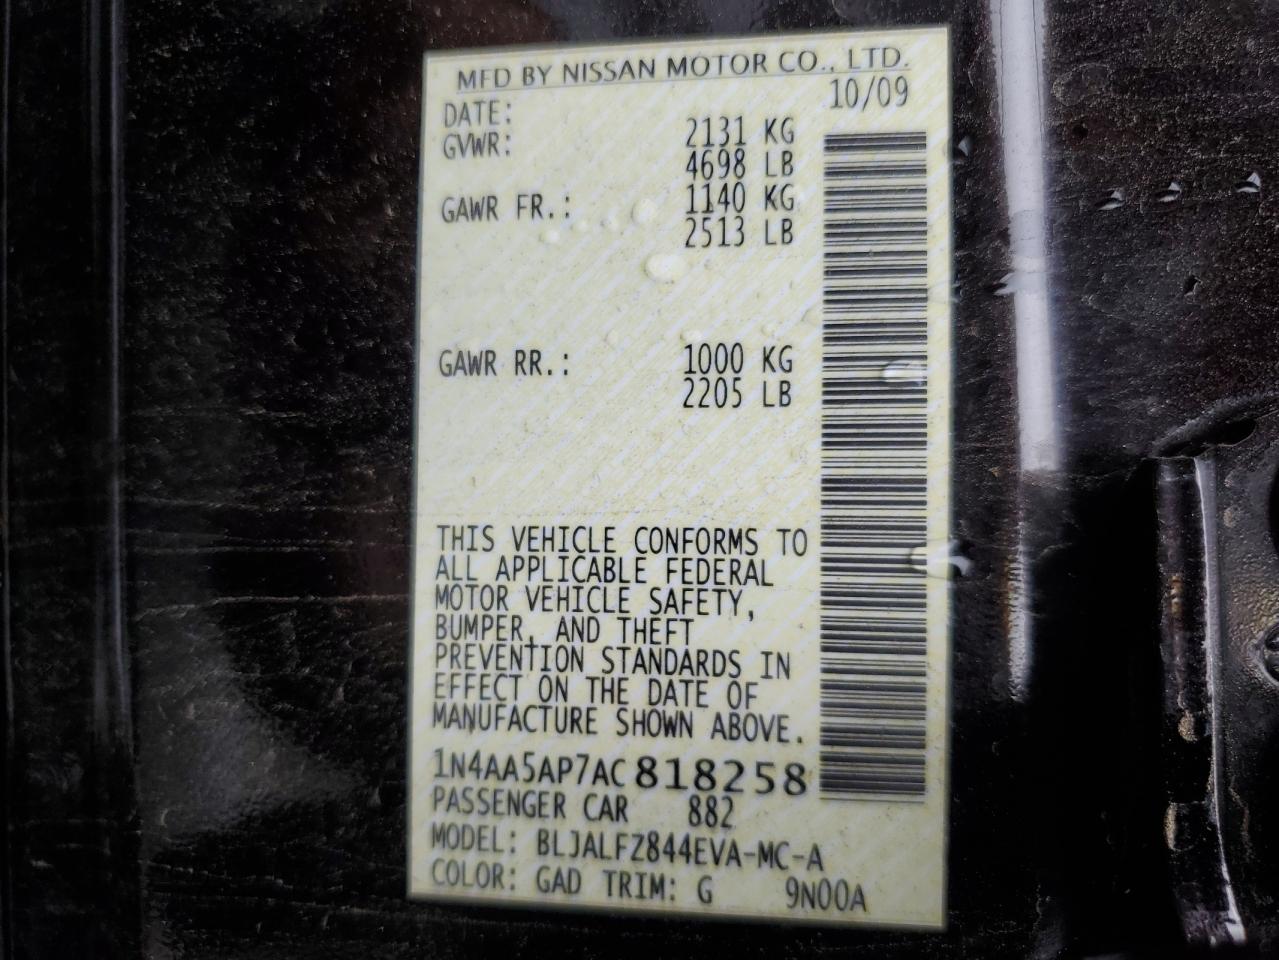 MFD BY NISSAN MOTOR CO., LTD.
DATE: 10/09
GVWR: 2131 KG
4698 LB
GAWR FR.: 1140 KG
2513 LB
GAWR RR.: 1000 KG
2205 LB
THIS VEHICLE CONFORMS TO
ALL APPLICABLE FEDERAL
MOTOR VEHICLE SAFETY,
BUMPER, AND THEFT
PREVENTION STANDARDS IN
EFFECT ON THE DATE OF
MANUFACTURE SHOWN ABOVE.
1N4AA5AP7AC818258
PASSENGER CAR 882
MODEL: BLJALFZ844EVA-MC-A
COLOR: GAD TRIM: G 9N00A